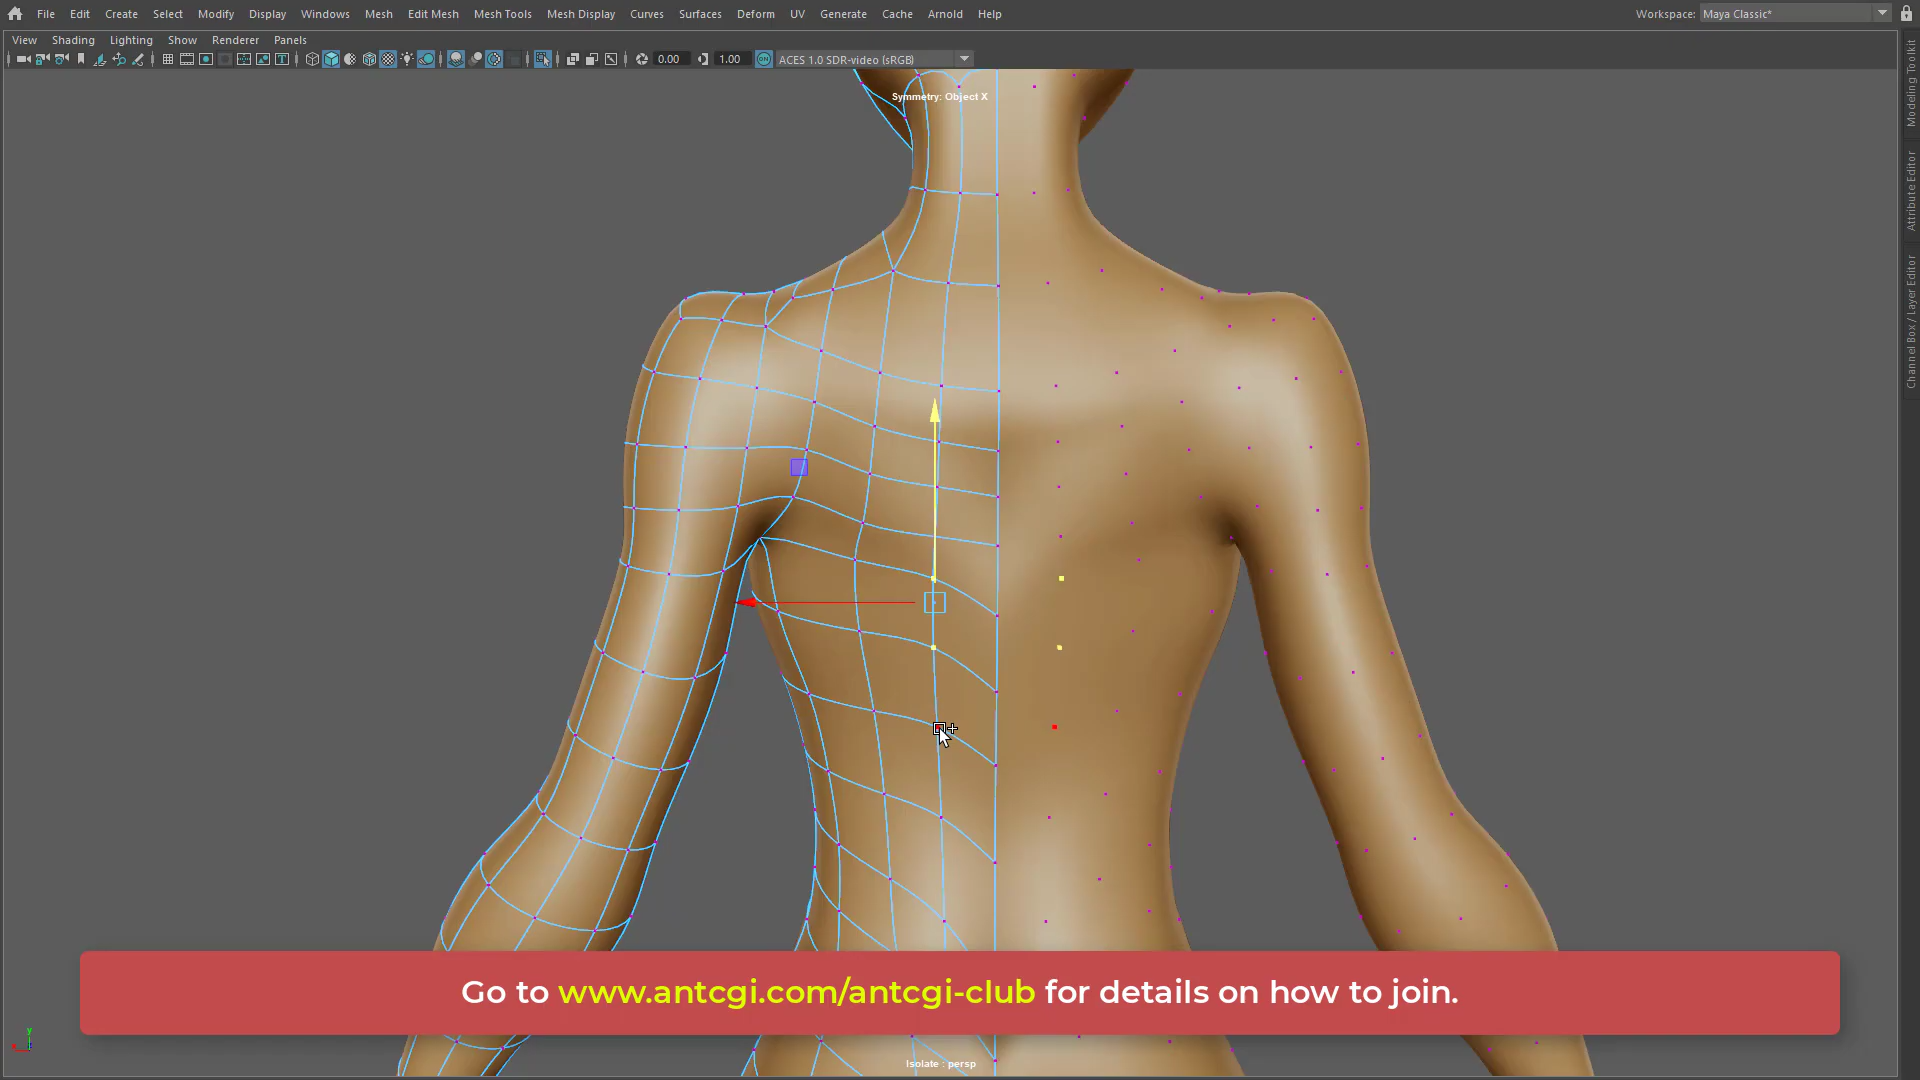 File Edit Create Select Modify Display Windows Mesh Edit Mesh Mesh Tools Mesh Display Curves Surfaces Deform UV Generate Cache Arnold Help Workspace: Maya Classic*
View Shading Lighting Show Renderer Panels
0.00 1.00 ON ACES 1.0 SDR-video (sRGB)
Symmetry: Object X
Modeling Toolkit
Attribute Editor
Channel Box / Layer Editor
Go to www.antcgi.com/antcgi-club for details on how to join.
y
Isolate : persp